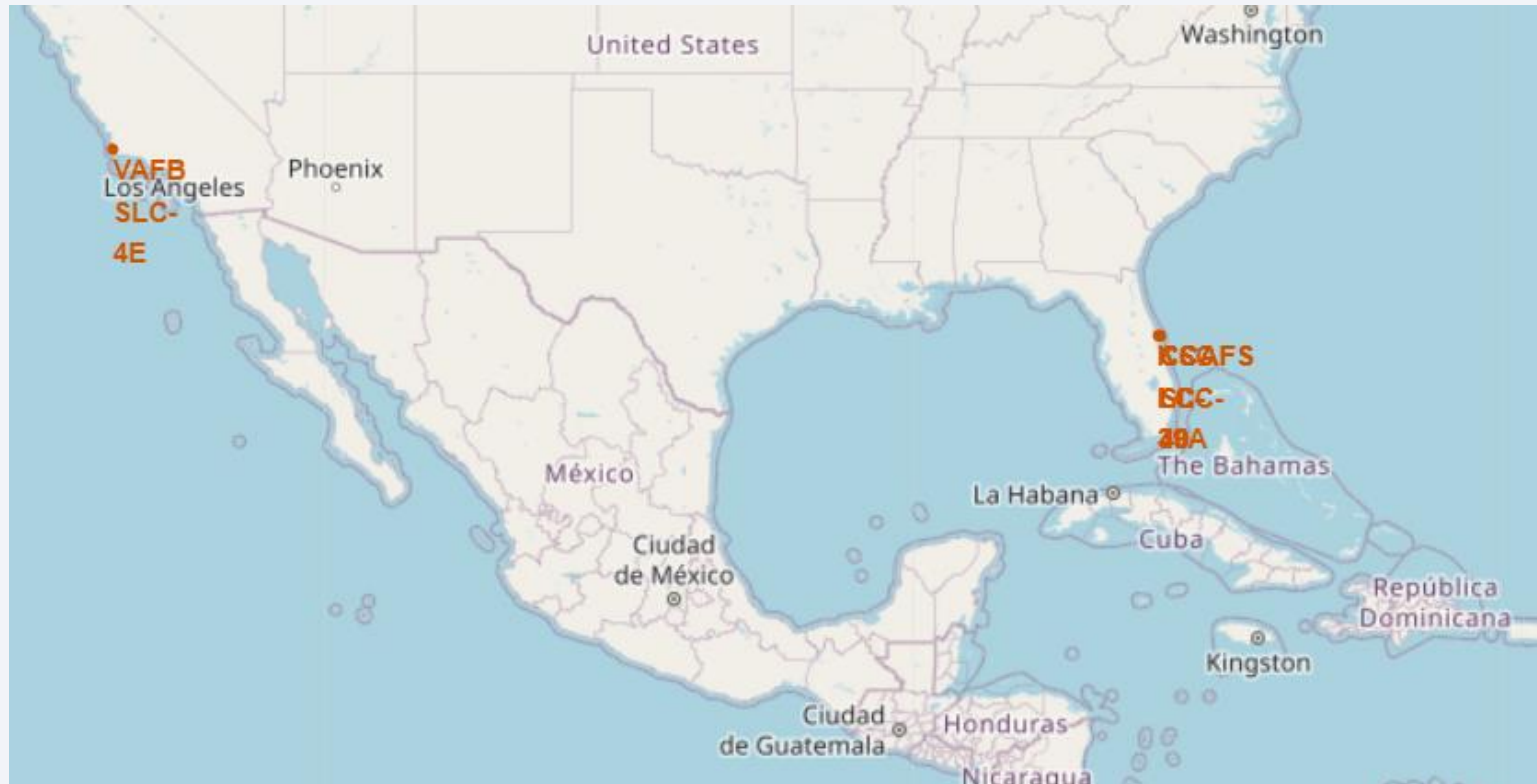 United States
Washington
VAFB
SLC-
4E
Los Angeles
Phoenix
México
The Bahamas
La Habana
Cuba
Ciudad
de México
República
Dominicana
Kingston
Ciudad
de Guatemala
Honduras
Nicaragua